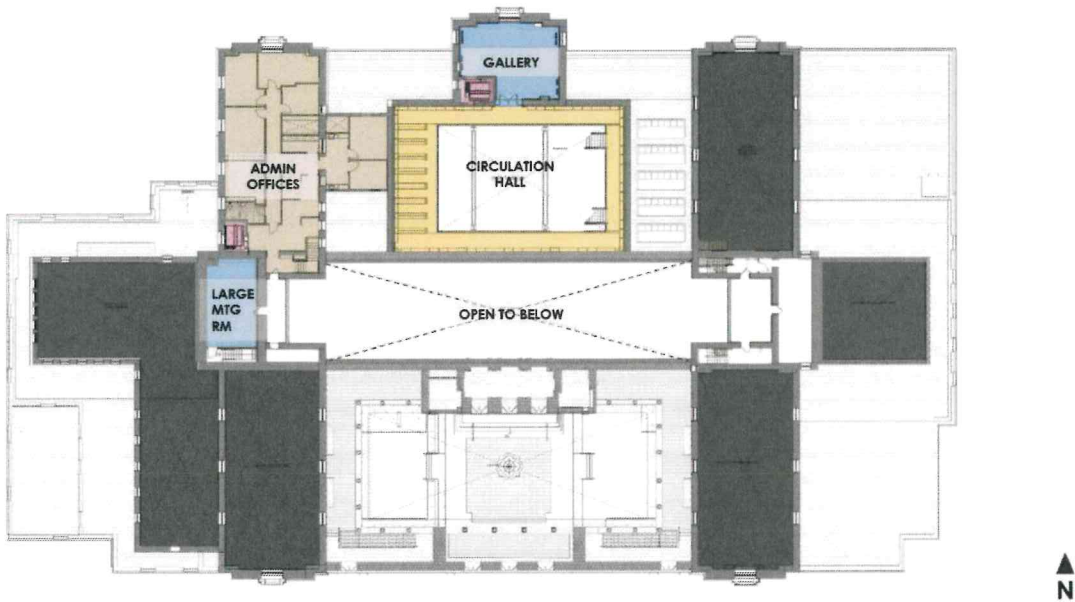 GALLERY
CIRCULATION
HALL
ADMIN
OFFICES
LARGE
MTG
RM
OPEN TO BELOW
N